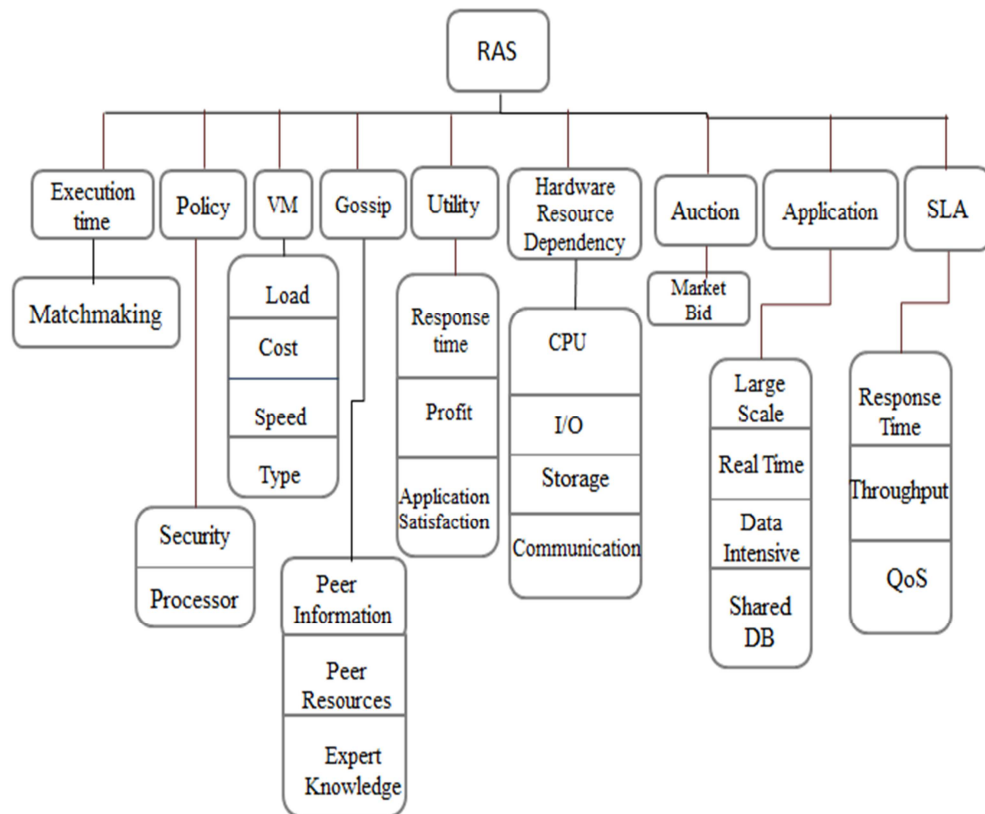 RAS
Execution
time
Policy
VM
Gossip
Utility
Hardware
Resource
Dependency
Auction
Application
SLA
Matchmaking
Load
Cost
Speed
Type
Security
Processor
Peer
Information
Peer
Resources
Expert
Knowledge
Response
time
Profit
Application
Satisfaction
CPU
I/O
Storage
Communication
Market
Bid
Large
Scale
Real Time
Data
Intensive
Shared
DB
Response
Time
Throughput
QoS